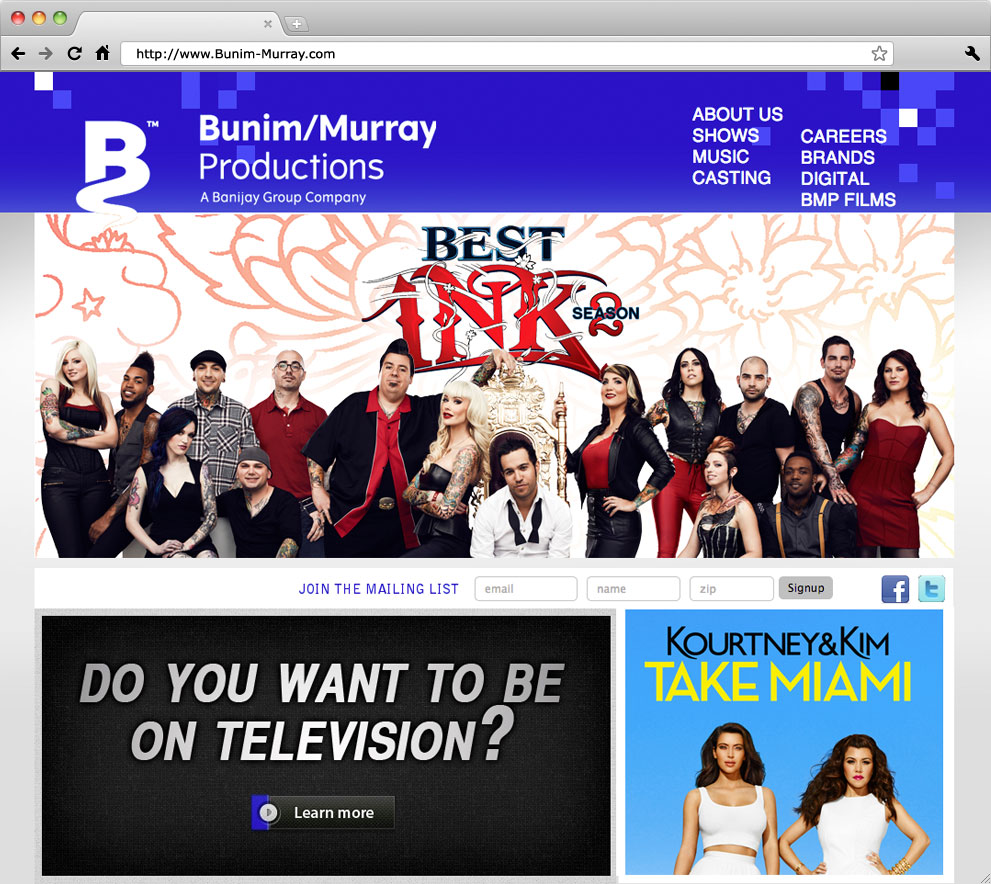 http://www.Bunim-Murray.com
B™
Bunim/Murray
Productions
A Banijay Group Company
ABOUT US
SHOWS
MUSIC
CASTING
CAREERS
BRANDS
DIGITAL
BMP FILMS
BEST
INK
SEASON 2
JOIN THE MAILING LIST
email
name
zip
Signup
f
t
DO YOU WANT TO BE
ON TELEVISION?
Learn more
KOURTNEY&KIM
TAKE MIAMI